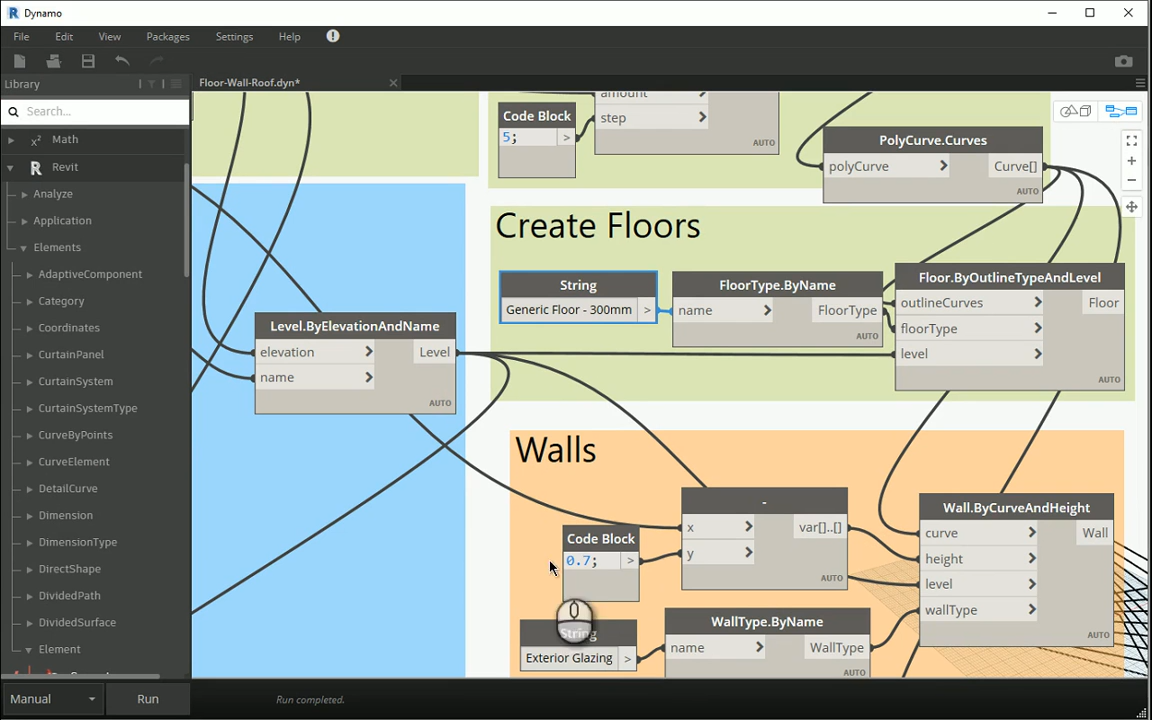 Dynamo
File Edit View Packages Settings Help
Library
Floor-Wall-Roof.dyn*
Search...
Math
Revit
Analyze
Application
Elements
AdaptiveComponent
Category
Coordinates
CurtainPanel
CurtainSystem
CurtainSystemType
CurveByPoints
CurveElement
DetailCurve
Dimension
DimensionType
DirectShape
DividedPath
DividedSurface
Element
amount
Code Block
5; >
step
AUTO
PolyCurve.Curves
polyCurve > Curve[]
AUTO
Create Floors
String
Generic Floor - 300mm >
FloorType.ByName
name > FloorType
AUTO
Floor.ByOutlineTypeAndLevel
outlineCurves > Floor
floorType >
level >
AUTO
Level.ByElevationAndName
elevation > Level
name >
AUTO
Walls
-
x > var[]..[]
y >
AUTO
Code Block
0.7; >
Wall.ByCurveAndHeight
curve > Wall
height >
level >
wallType >
AUTO
String
Exterior Glazing >
WallType.ByName
name > WallType
AUTO
Manual Run Run completed.